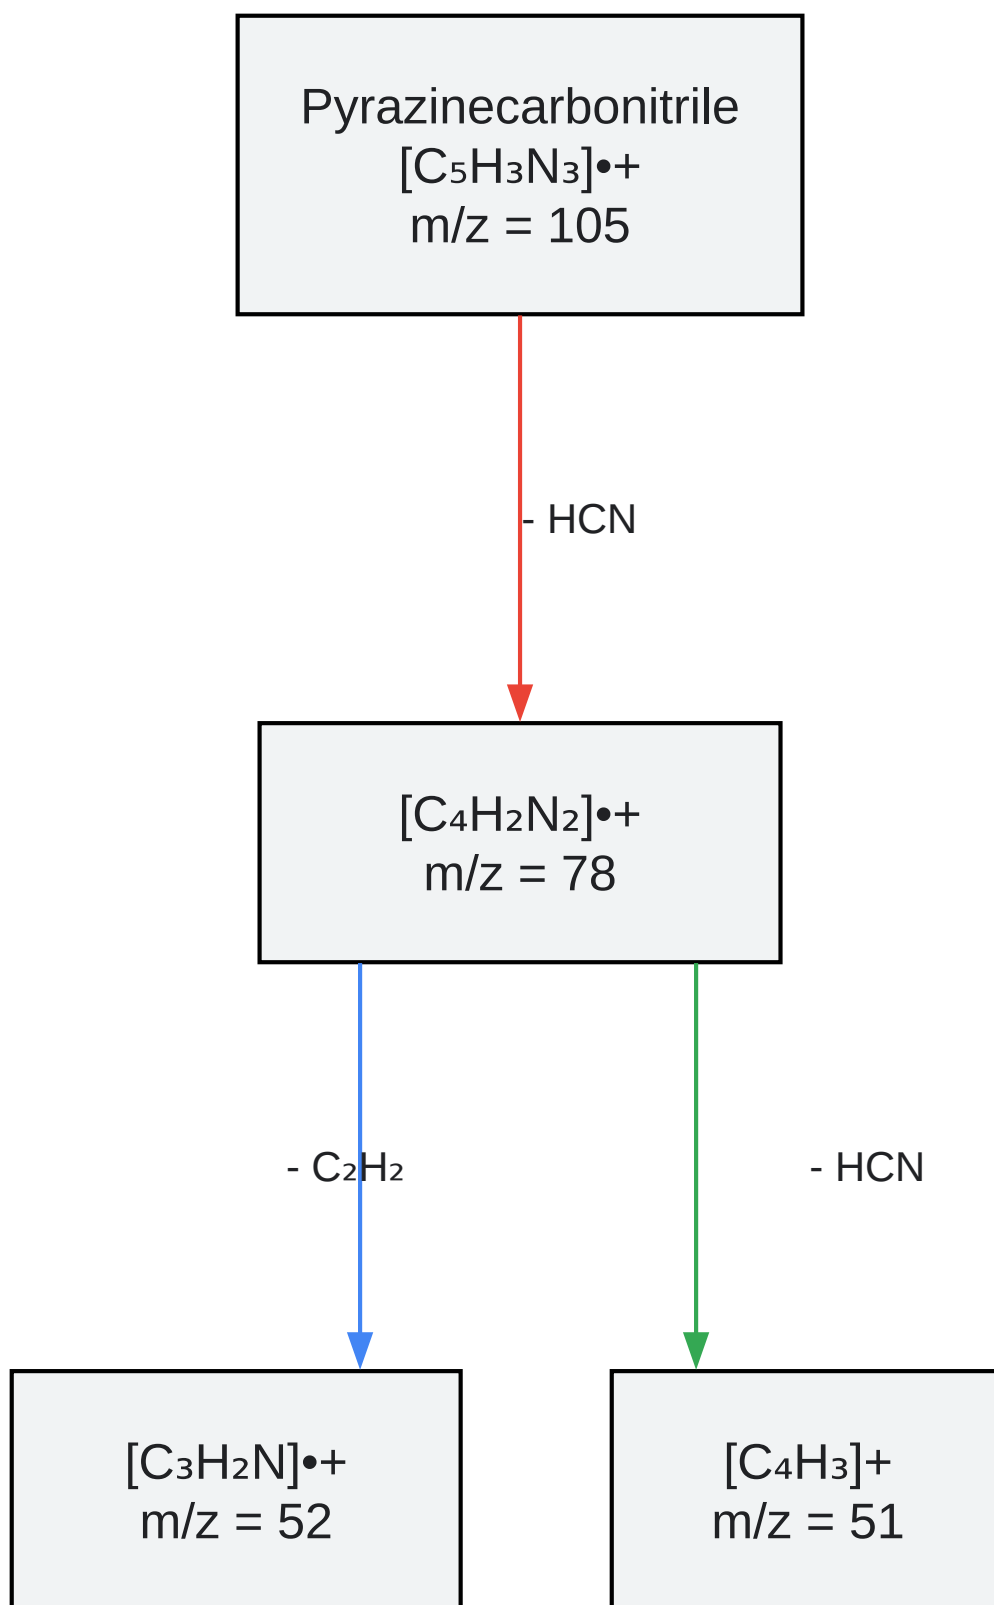 Pyrazinecarbonitrile
[C₅H₃N₃]•+
m/z = 105
- HCN
[C₄H₂N₂]•+
m/z = 78
- C₂H₂
- HCN
[C₃H₂N]•+
m/z = 52
[C₄H₃]+
m/z = 51